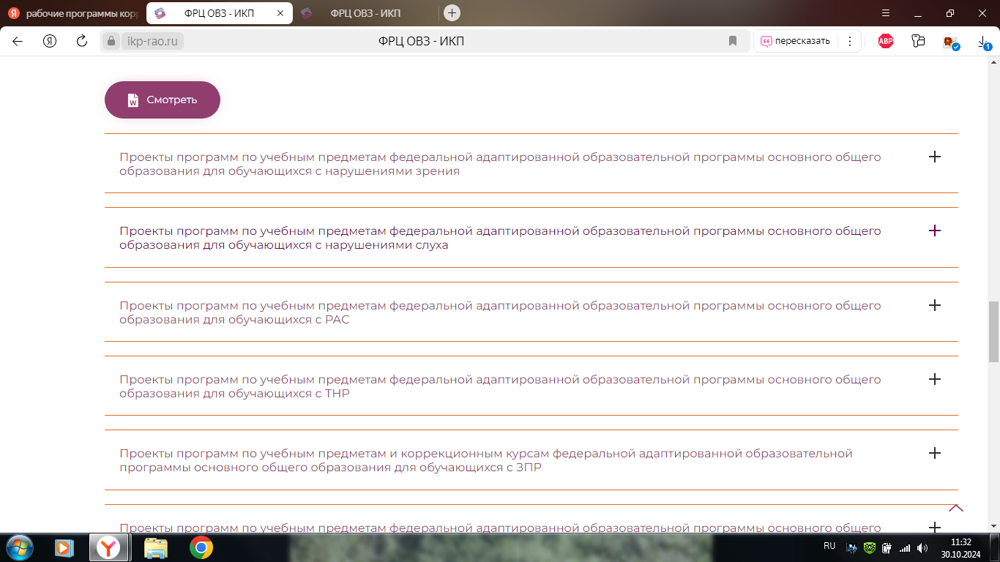 рабочие программы корр
ФРЦ ОВЗ - ИКП
ФРЦ ОВЗ - ИКП
ikp-rao.ru
ФРЦ ОВЗ - ИКП
пересказать
ABP
1
Смотреть
Проекты программ по учебным предметам федеральной адаптированной образовательной программы основного общего
образования для обучающихся с нарушениями зрения
Проекты программ по учебным предметам федеральной адаптированной образовательной программы основного общего
образования для обучающихся с нарушениями слуха
Проекты программ по учебным предметам федеральной адаптированной образовательной программы основного общего
образования для обучающихся с РАС
Проекты программ по учебным предметам федеральной адаптированной образовательной программы основного общего
образования для обучающихся с ТНР
Проекты программ по учебным предметам и коррекционным курсам федеральной адаптированной образовательной
программы основного общего образования для обучающихся с ЗПР
Проекты программ по учебным предметам федеральной адаптированной образовательной программы основного общего
RU
11:32
30.10.2024